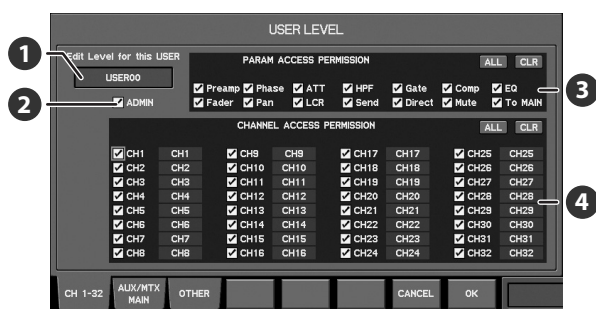 USER LEVEL
1
Edit Level for this USER
USER00
2
ADMIN
PARAM ACCESS PERMISSION
ALL CLR
Preamp Phase ATT HPF Gate Comp EQ
Fader Pan LCR Send Direct Mute To MAIN
3
CHANNEL ACCESS PERMISSION
ALL CLR
CH1 CH1 CH9 CH9 CH17 CH17 CH25 CH25
CH2 CH2 CH10 CH10 CH18 CH18 CH26 CH26
CH3 CH3 CH11 CH11 CH19 CH19 CH27 CH27
CH4 CH4 CH12 CH12 CH20 CH20 CH28 CH28
CH5 CH5 CH13 CH13 CH21 CH21 CH29 CH29
CH6 CH6 CH14 CH14 CH22 CH22 CH30 CH30
CH7 CH7 CH15 CH15 CH23 CH23 CH31 CH31
CH8 CH8 CH16 CH16 CH24 CH24 CH32 CH32
4
CH 1-32 AUX/MTX MAIN OTHER CANCEL OK